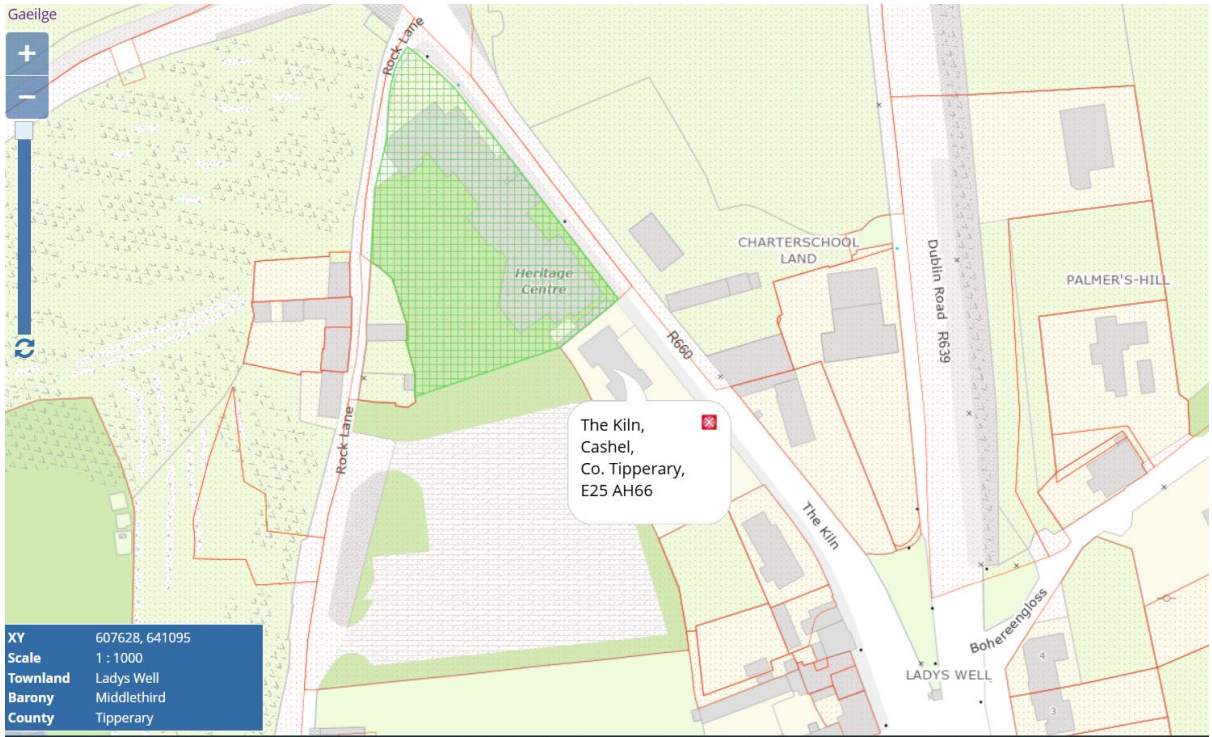 Gaeilge
+
−
Rock Lane
CHARTERSCHOOL
LAND
Dublin Road R639
PALMER'S-HILL
Heritage
Centre
R660
The Kiln,
Cashel,
Co. Tipperary,
E25 AH66
Rock Lane
The Kiln
Bohereengloss
LADYS WELL
4
3
XY 607628, 641095
Scale 1 : 1000
Townland Ladys Well
Barony Middlethird
County Tipperary